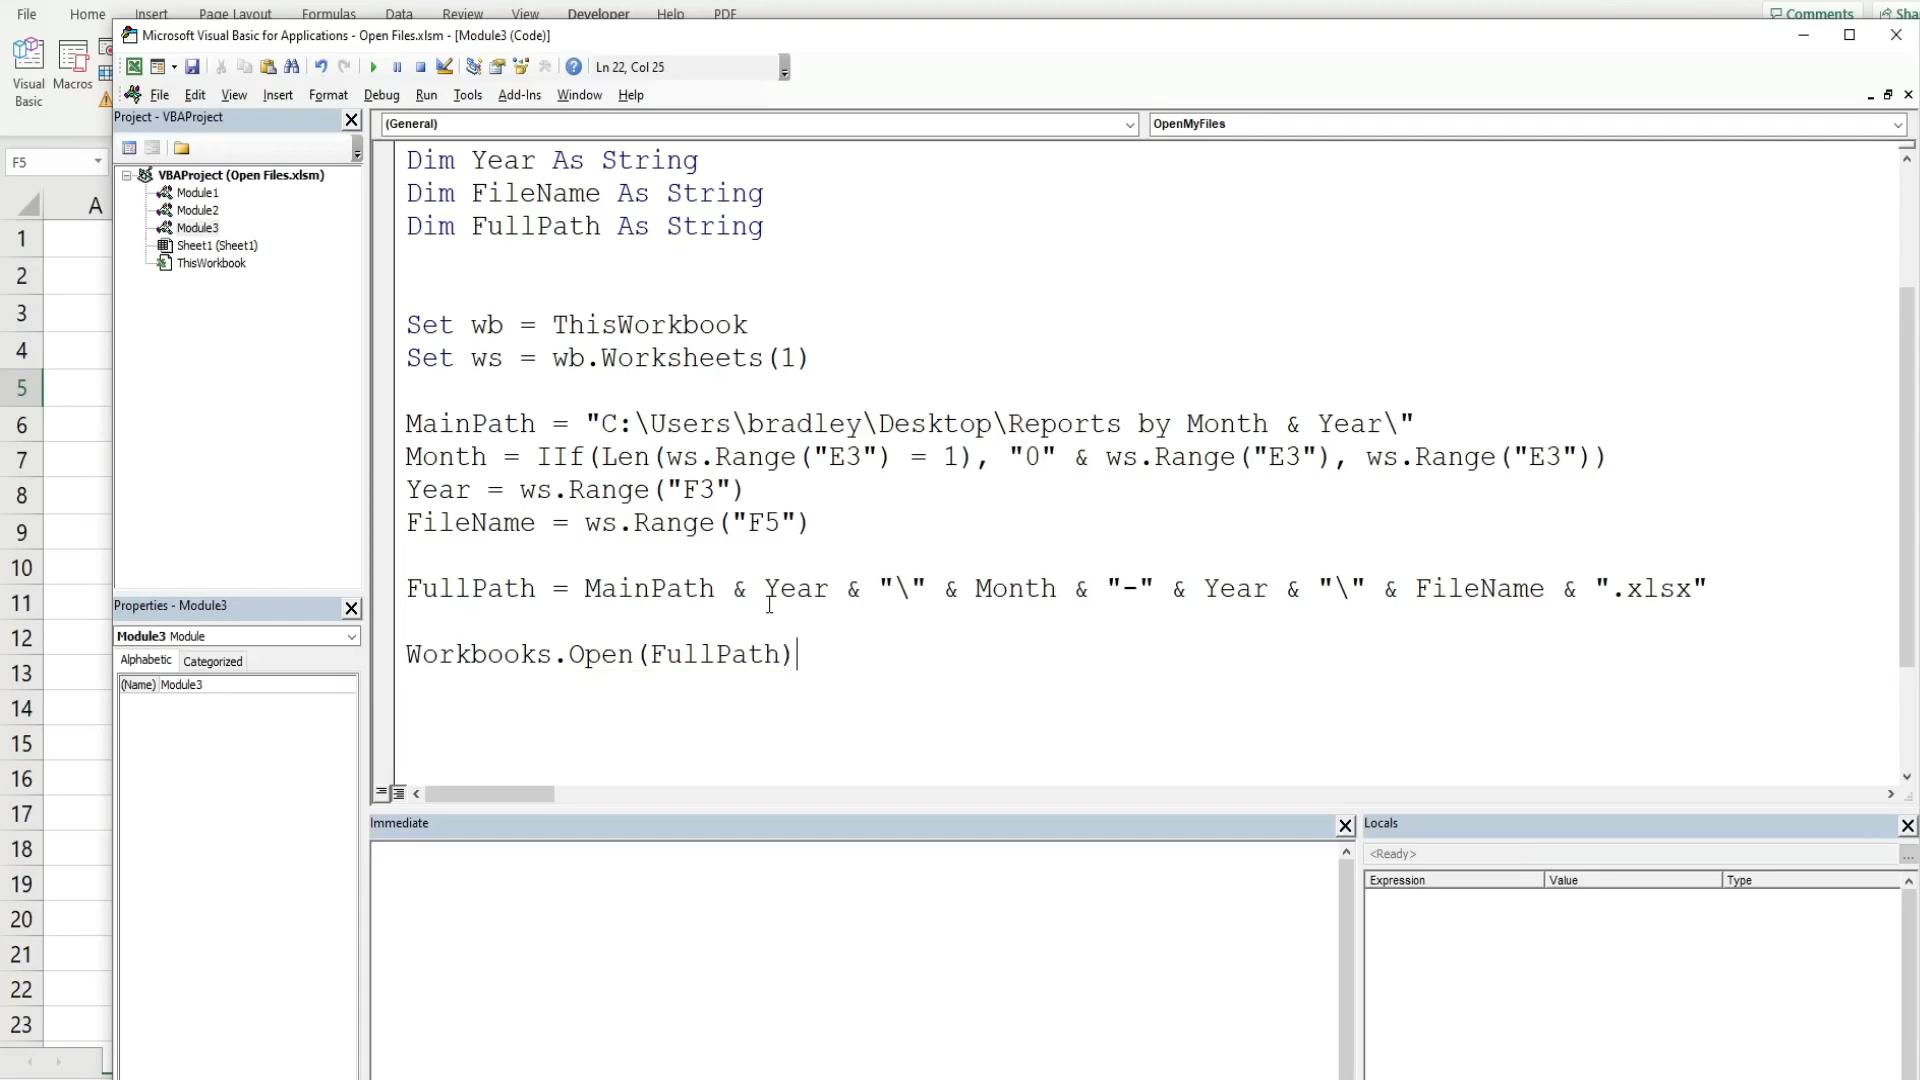 File Home Insert Page Layout Formulas Data Review View Developer Help PDF Comments Sha
Microsoft Visual Basic for Applications - Open Files.xlsm - [Module3 (Code)]
Visual Basic
Macros
Ln 22, Col 25
File Edit View Insert Format Debug Run Tools Add-Ins Window Help
Project - VBAProject
(General)
OpenMyFiles
F5
VBAProject (Open Files.xlsm)
Module1
Module2
Module3
Sheet1 (Sheet1)
ThisWorkbook
A
1
2
3
4
5
6
7
8
9
10
11
12
13
14
15
16
17
18
19
20
21
22
23
Dim Year As String
Dim FileName As String
Dim FullPath As String
Set wb = ThisWorkbook
Set ws = wb.Worksheets(1)
MainPath = "C:\Users\bradley\Desktop\Reports by Month & Year\"
Month = IIf(Len(ws.Range("E3") = 1), "0" & ws.Range("E3"), ws.Range("E3"))
Year = ws.Range("F3")
FileName = ws.Range("F5")
FullPath = MainPath & Year & "\" & Month & "-" & Year & "\" & FileName & ".xlsx"
Workbooks.Open(FullPath)
Properties - Module3
Module3 Module
Alphabetic Categorized
(Name) Module3
Immediate
Locals
<Ready>
Expression Value Type